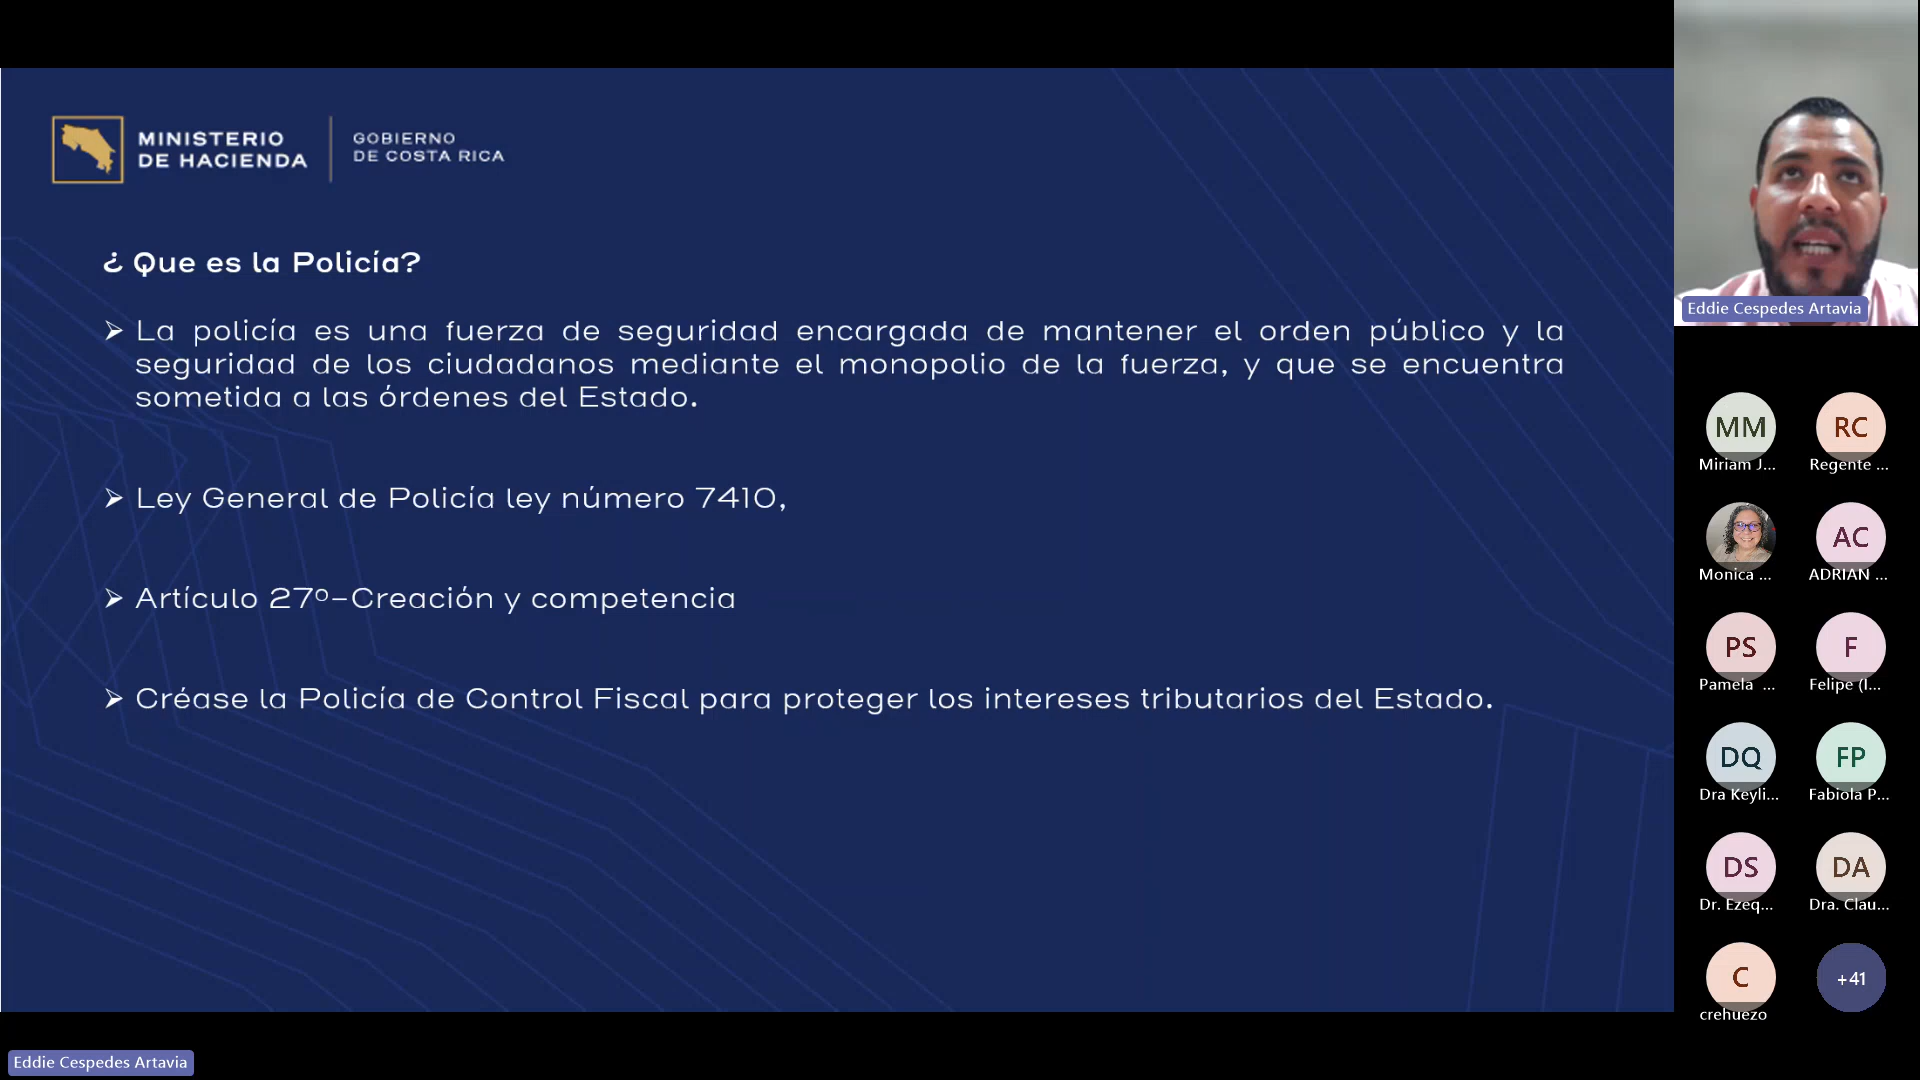 MINISTERIO
DE HACIENDA
GOBIERNO
DE COSTA RICA
¿ Que es la Policía?
La policía es una fuerza de seguridad encargada de mantener el orden público y la
seguridad de los ciudadanos mediante el monopolio de la fuerza, y que se encuentra
sometida a las órdenes del Estado.
Ley General de Policía ley número 7410,
Artículo 27º-Creación y competencia
Créase la Policía de Control Fiscal para proteger los intereses tributarios del Estado.
Eddie Cespedes Artavia
MM
Miriam J...
RC
Regente ...
Monica ...
AC
ADRIAN ...
PS
Pamela ...
F
Felipe (I...
DQ
Dra Keyli...
FP
Fabiola P...
DS
Dr. Ezeq...
DA
Dra. Clau...
C
crehuezo
+41
Eddie Cespedes Artavia